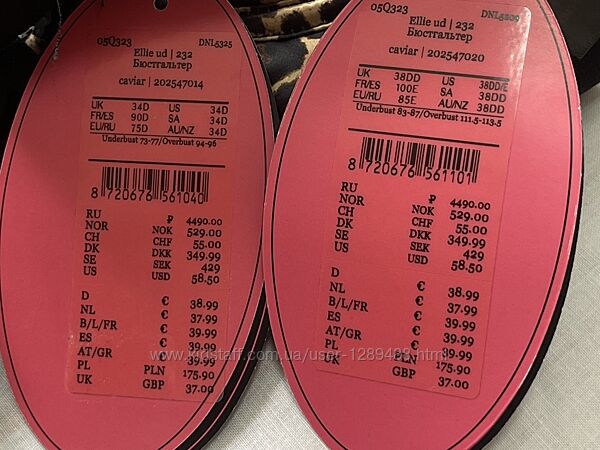 05Q323 DNL5325
Ellie ud | 232
Бюстгальтер
caviar | 202547014
UK 34D US 34D
FR/ES 90D SA 34D
EU/RU 75D AU/NZ 34D
Underbust 73-77/Overbust 94-96
8 720676 561040
RU ₽ 4490.00
NOR NOK 529.00
CH CHF 55.00
DK DKK 349.99
SE SEK 429
US USD 58.50
D € 38.99
NL € 37.99
B/L/FR € 39.99
ES € 39.99
AT/GR € 39.99
PL PLN 175.90
UK GBP 37.00
05Q323
Ellie ud | 232
Бюстгальтер
caviar | 202547020
UK 38DD US 38DD/E
FR/ES 100E SA 38DD
EU/RU 85E AU/NZ 38DD
Underbust 83-87/Overbust 111.5-113.5
8 720676 561101
RU ₽ 4490.00
NOR NOK 529.00
CH CHF 55.00
DK DKK 349.99
SE SEK 429
US USD 58.50
D € 38.99
NL € 37.99
B/L/FR € 39.99
ES € 39.99
AT/GR € 39.99
PL PLN 175.90
UK GBP 37.00
www.kidstaff.com.ua/user-1289493.html